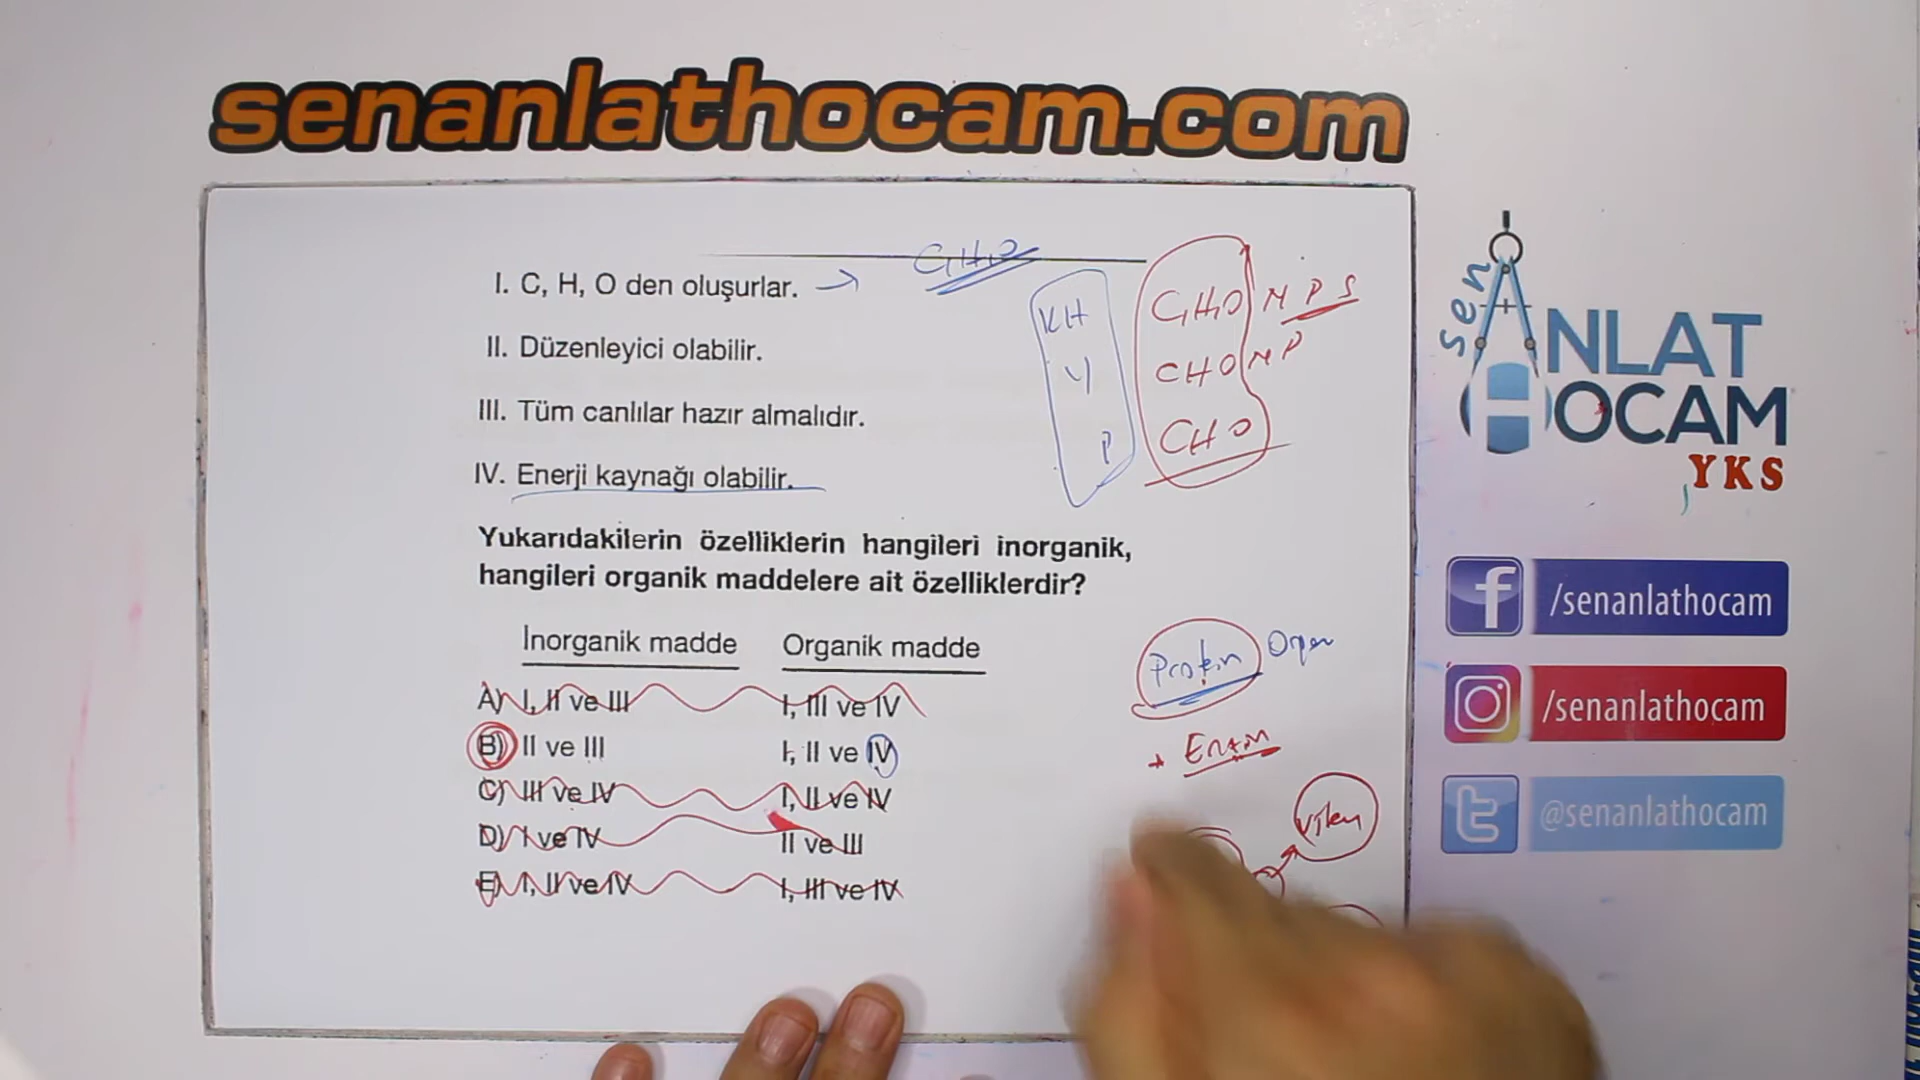 senanlathocam.com
I. C, H, O den oluşurlar.
C, H, O
II. Düzenleyici olabilir.
III. Tüm canlılar hazır almalıdır.
IV. Enerji kaynağı olabilir.
KH
Y
P
C, H, O N P S
C H O N P
C H O
Yukarıdakilerin özelliklerin hangileri inorganik,
hangileri organik maddelere ait özelliklerdir?
İnorganik madde Organik madde
A) I, II ve III I, III ve IV
B) II ve III I, II ve IV
C) III ve IV I, II ve IV
D) I ve IV II ve III
E) I, II ve IV I, III ve IV
Protein
+ Enzim
sen
ANLAT
HOCAM
YKS
f /senanlathocam
/senanlathocam
t @senanlathocam